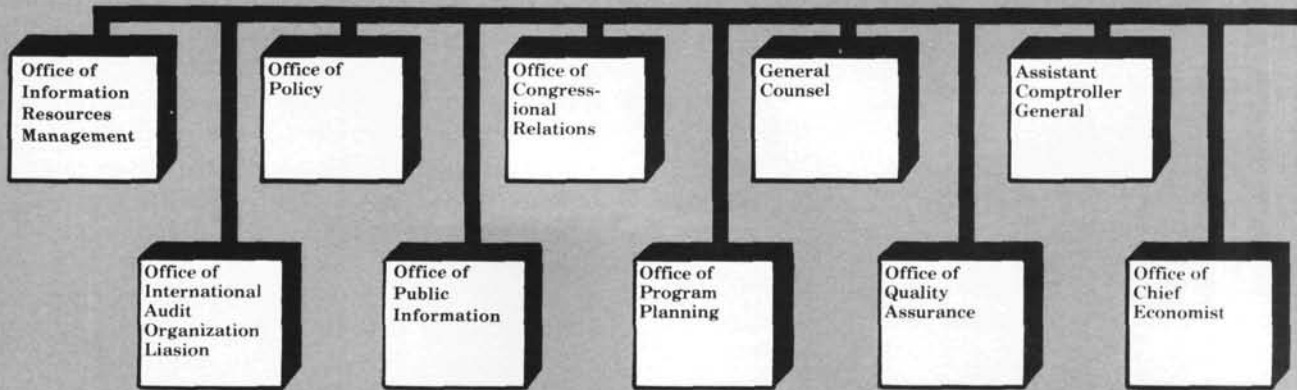 Office of
Information
Resources
Management
Office of
Policy
Office of
Congress-
ional
Relations
General
Counsel
Assistant
Comptroller
General
Office of
International
Audit
Organization
Liasion
Office of
Public
Information
Office of
Program
Planning
Office of
Quality
Assurance
Office of
Chief
Economist